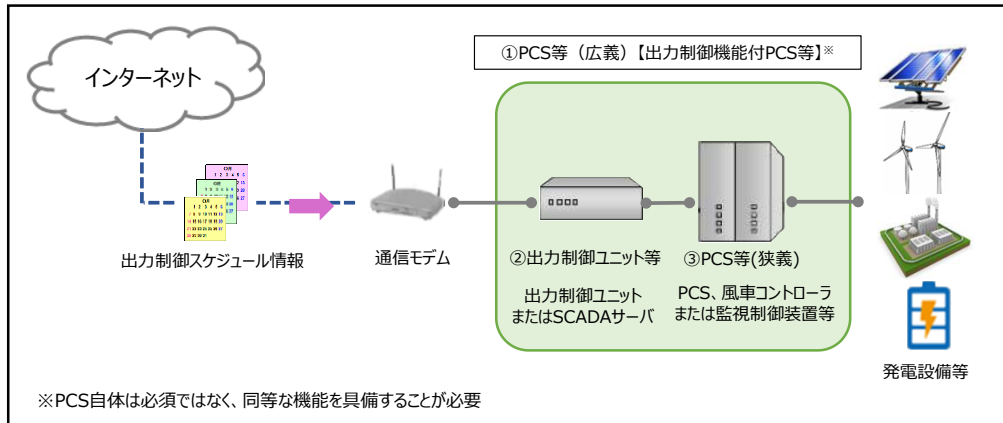 ①PCS等（広義）【出力制御機能付PCS等】※
インターネット
出力制御スケジュール情報
通信モデム
②出力制御ユニット等
出力制御ユニット
またはSCADAサーバ
③PCS等(狭義)
PCS、風車コントローラ
または監視制御装置等
発電設備等
※PCS自体は必須ではなく、同等な機能を具備することが必要